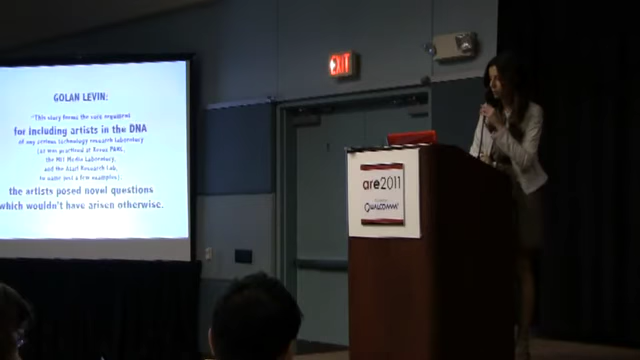 GOLAN LEVIN:
"This story forms the core argument
for including artists in the DNA
of any serious technology research laboratory
(as was practiced at Xerox PARC,
the MIT Media Laboratory,
and the Atari Research Lab,
to name just a few examples).
the artists posed novel questions
which wouldn't have arisen otherwise.
EXIT
are2011
QUALCOMM